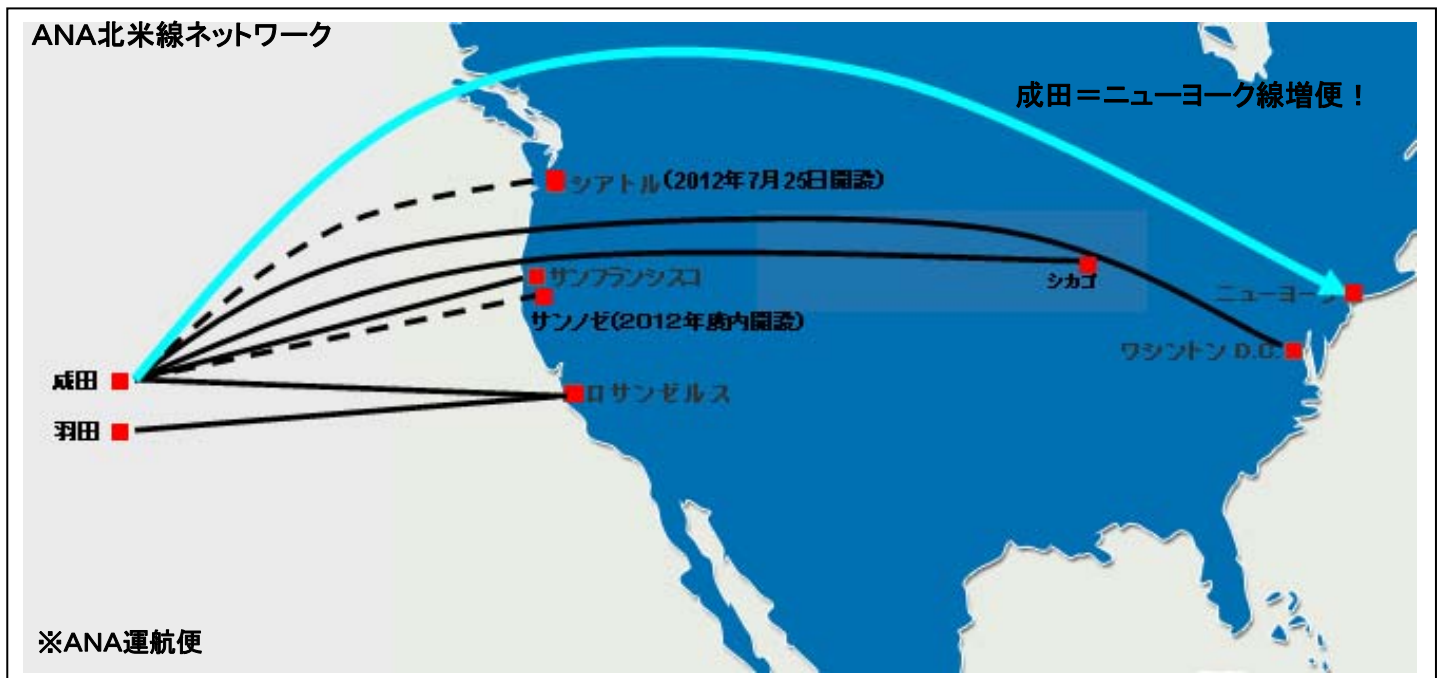 ANA北米線ネットワーク
成田=ニューヨーク線増便!
シアトル(2012年7月25日開設)
サンフランシスコ
シカゴ
ニューヨーク
サンノゼ(2012年度内開設)
ワシントン D.C.
成田
ロサンゼルス
羽田
※ANA運航便